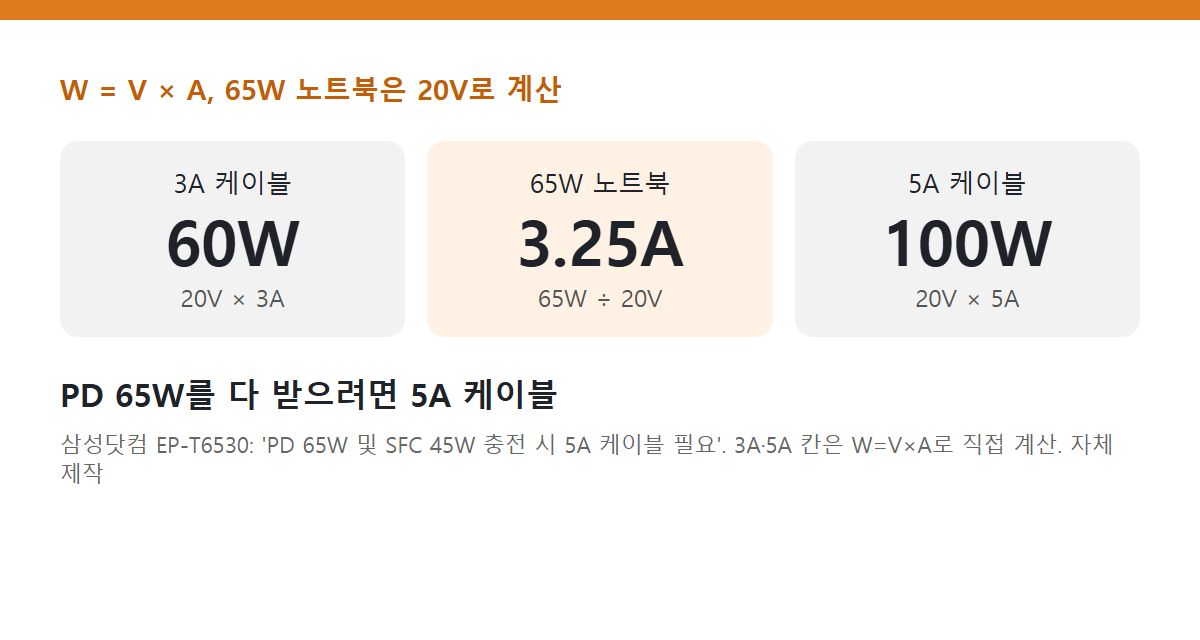 W = V × A, 65W 노트북은 20V로 계산
3A 케이블
60W
20V × 3A
65W 노트북
3.25A
65W ÷ 20V
5A 케이블
100W
20V × 5A
PD 65W를 다 받으려면 5A 케이블
삼성닷컴 EP-T6530: 'PD 65W 및 SFC 45W 충전 시 5A 케이블 필요'. 3A·5A 칸은 W=V×A로 직접 계산. 자체
제작